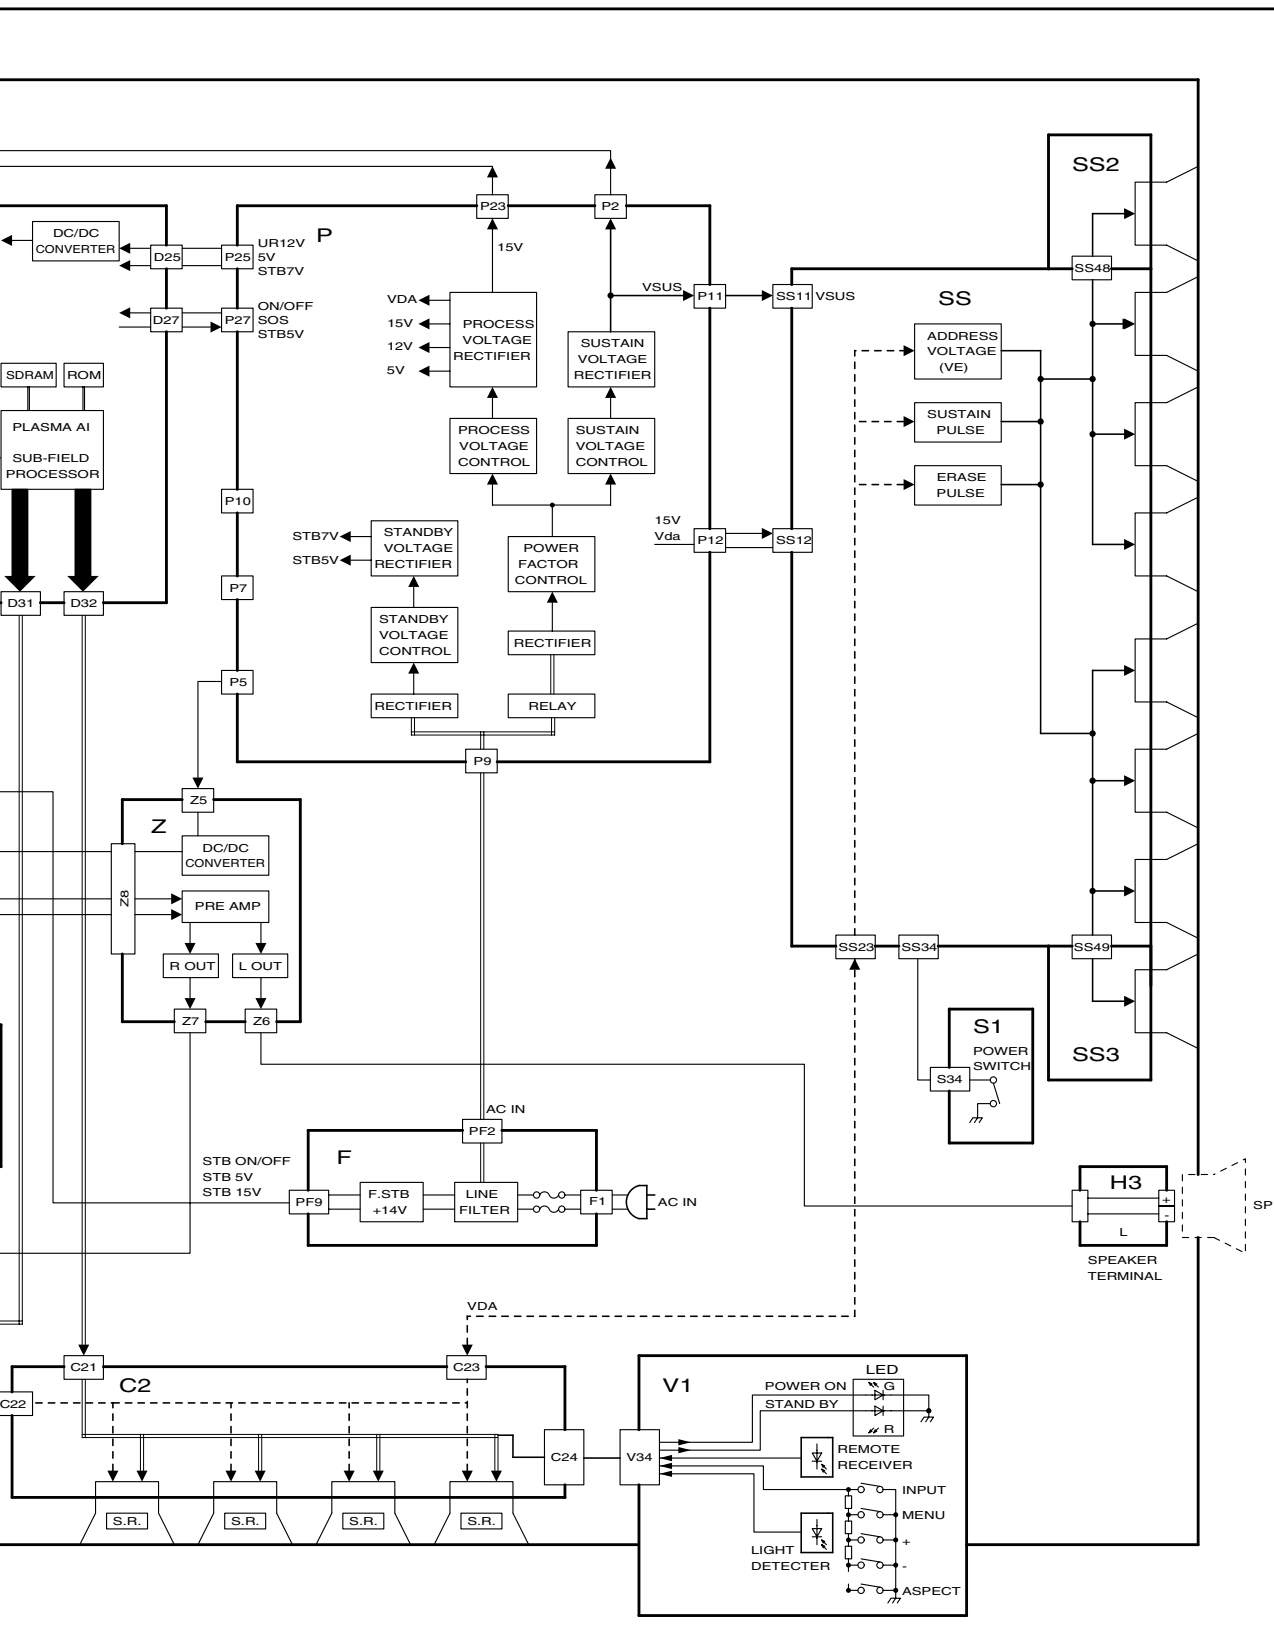 SS2
P23
P2
P
DC/DC
CONVERTER
D25
P25
UR12V
5V
STB7V
15V
SS48
VSUS
P11
SS11
VSUS
SS
D27
P27
ON/OFF
SOS
STB5V
VDA
15V
12V
5V
PROCESS
VOLTAGE
RECTIFIER
SUSTAIN
VOLTAGE
RECTIFIER
ADDRESS
VOLTAGE
(VE)
SDRAM
ROM
PLASMA AI
SUB-FIELD
PROCESSOR
PROCESS
VOLTAGE
CONTROL
SUSTAIN
VOLTAGE
CONTROL
SUSTAIN
PULSE
ERASE
PULSE
P10
STB7V
STB5V
STANDBY
VOLTAGE
RECTIFIER
POWER
FACTOR
CONTROL
15V
Vda
P12
SS12
P7
D31
D32
STANDBY
VOLTAGE
CONTROL
RECTIFIER
P5
RECTIFIER
RELAY
P9
Z5
Z
DC/DC
CONVERTER
Z8
PRE AMP
R OUT
L OUT
Z7
Z6
SS23
SS34
SS49
SS3
S1
POWER
SWITCH
S34
AC IN
PF2
F
STB ON/OFF
STB 5V
STB 15V
PF9
F.STB
+14V
LINE
FILTER
F1
AC IN
H3
+
-
L
SPEAKER
TERMINAL
SP
VDA
C21
C23
C2
C22
C24
S.R.
S.R.
S.R.
S.R.
V1
V34
LED
POWER ON
G
STAND BY
R
REMOTE
RECEIVER
INPUT
MENU
+
-
ASPECT
LIGHT
DETECTER